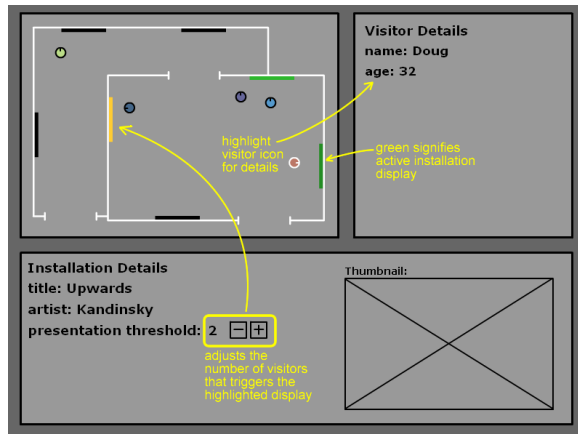 Visitor Details
name: Doug
age: 32
highlight
visitor icon
for details
green signifies
active installation
display
Installation Details
title: Upwards
artist: Kandinsky
presentation threshold: 2 − +
adjusts the
number of visitors
that triggers the
highlighted display
Thumbnail: